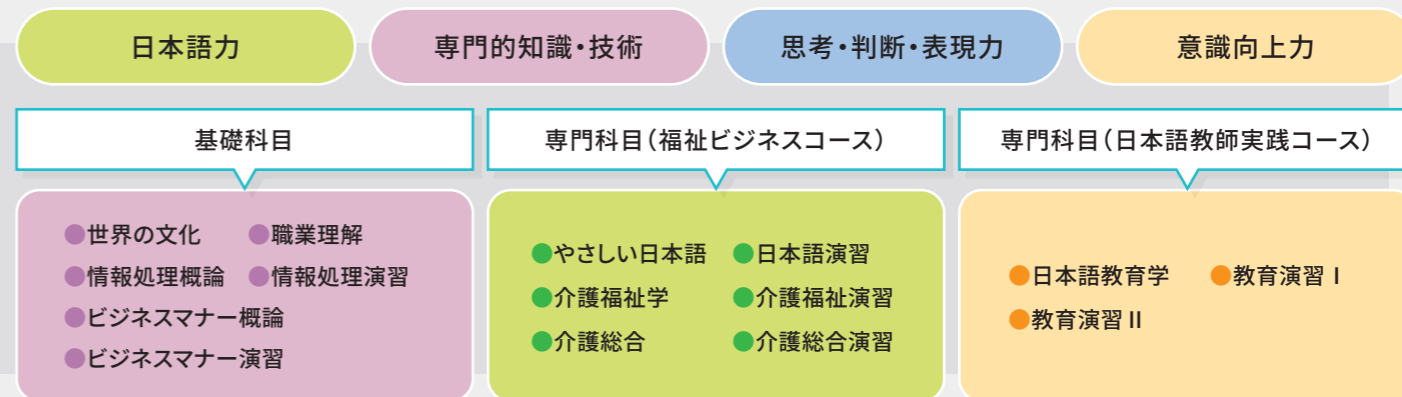 日本語力
専門的知識・技術
思考・判断・表現力
意識向上力
基礎科目
●世界の文化 ●職業理解
●情報処理概論 ●情報処理演習
●ビジネスマナー概論
●ビジネスマナー演習
専門科目（福祉ビジネスコース）
●やさしい日本語 ●日本語演習
●介護福祉学 ●介護福祉演習
●介護総合 ●介護総合演習
専門科目（日本語教師実践コース）
●日本語教育学 ●教育演習Ⅰ
●教育演習Ⅱ